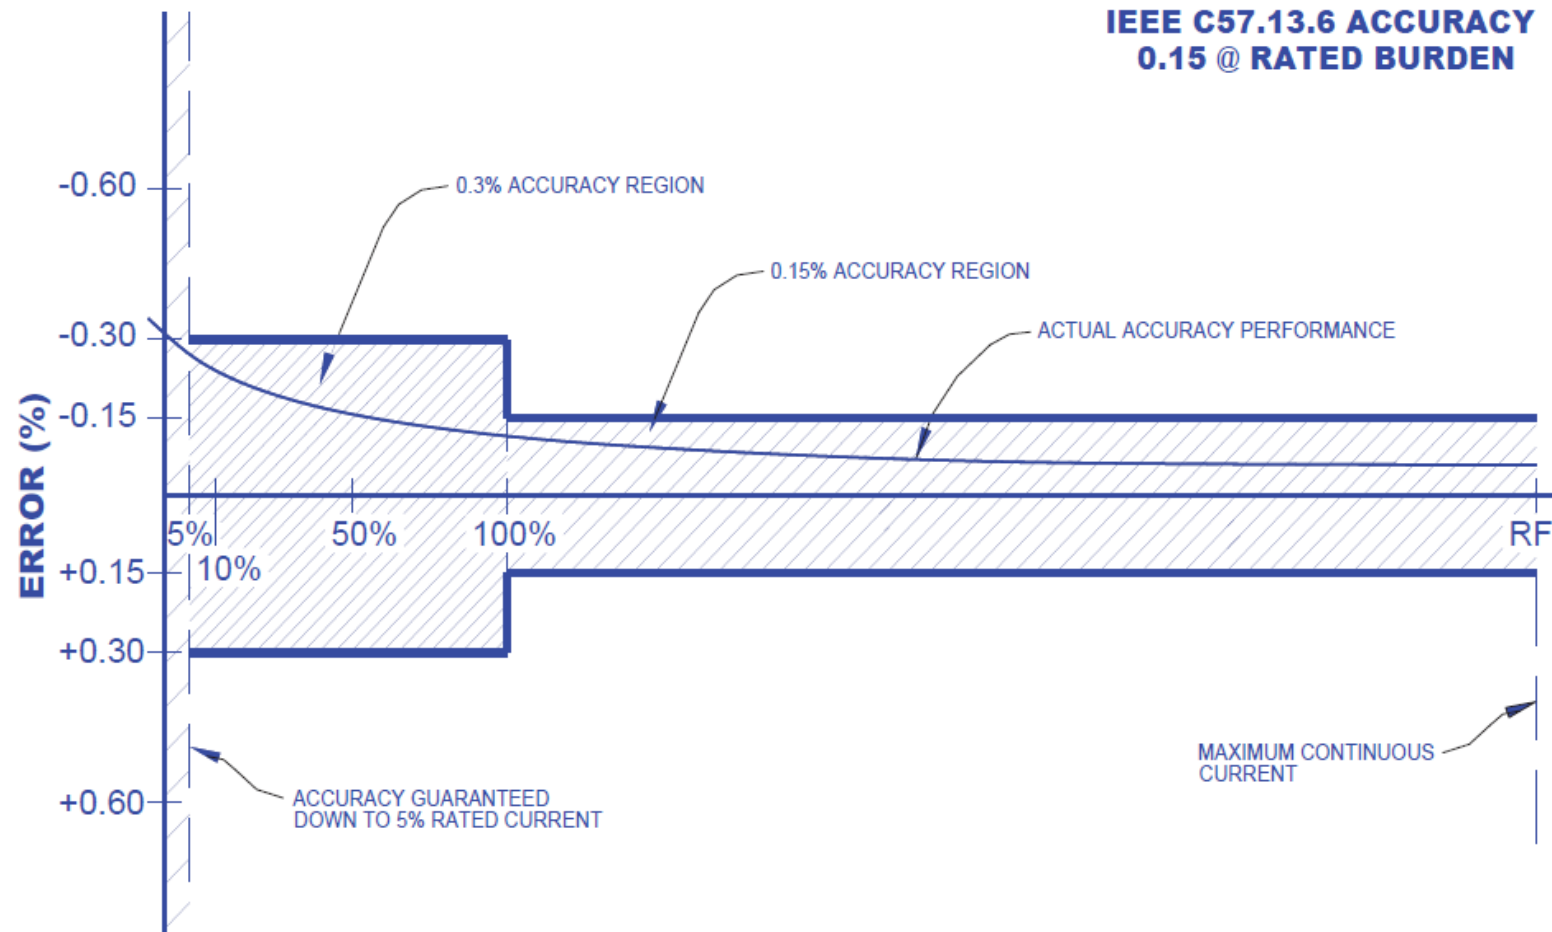 IEEE C57.13.6 ACCURACY
0.15 @ RATED BURDEN
-0.60
0.3% ACCURACY REGION
0.15% ACCURACY REGION
-0.30
ACTUAL ACCURACY PERFORMANCE
-0.15
ERROR (%)
5%
50%
100%
RF
10%
+0.15
+0.30
MAXIMUM CONTINUOUS
CURRENT
+0.60
ACCURACY GUARANTEED
DOWN TO 5% RATED CURRENT